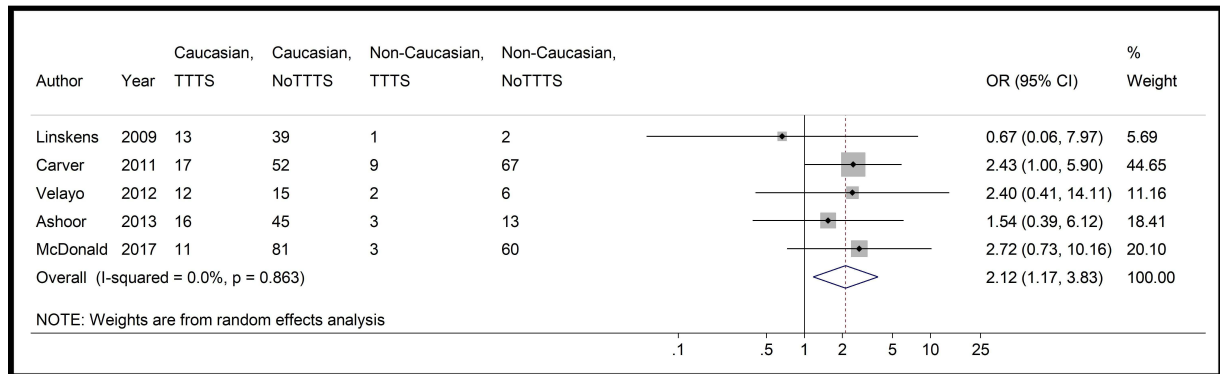 Caucasian, Caucasian, Non-Caucasian, Non-Caucasian, %
Author Year TTTS NoTTTS TTTS NoTTTS OR (95% CI) Weight
Linskens 2009 13 39 1 2 0.67 (0.06, 7.97) 5.69
Carver 2011 17 52 9 67 2.43 (1.00, 5.90) 44.65
Velayo 2012 12 15 2 6 2.40 (0.41, 14.11) 11.16
Ashoor 2013 16 45 3 13 1.54 (0.39, 6.12) 18.41
McDonald 2017 11 81 3 60 2.72 (0.73, 10.16) 20.10
Overall (I-squared = 0.0%, p = 0.863) 2.12 (1.17, 3.83) 100.00
NOTE: Weights are from random effects analysis
.1 .5 1 2 5 10 25